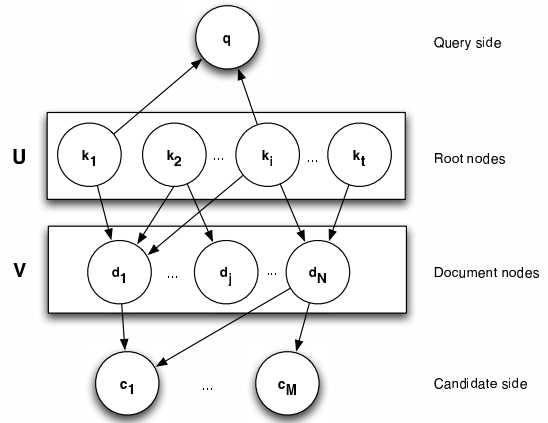 q Query side
U k1 k2 ... ki ... kt Root nodes
V d1 ... dj ... dN Document nodes
c1 ... cM Candidate side